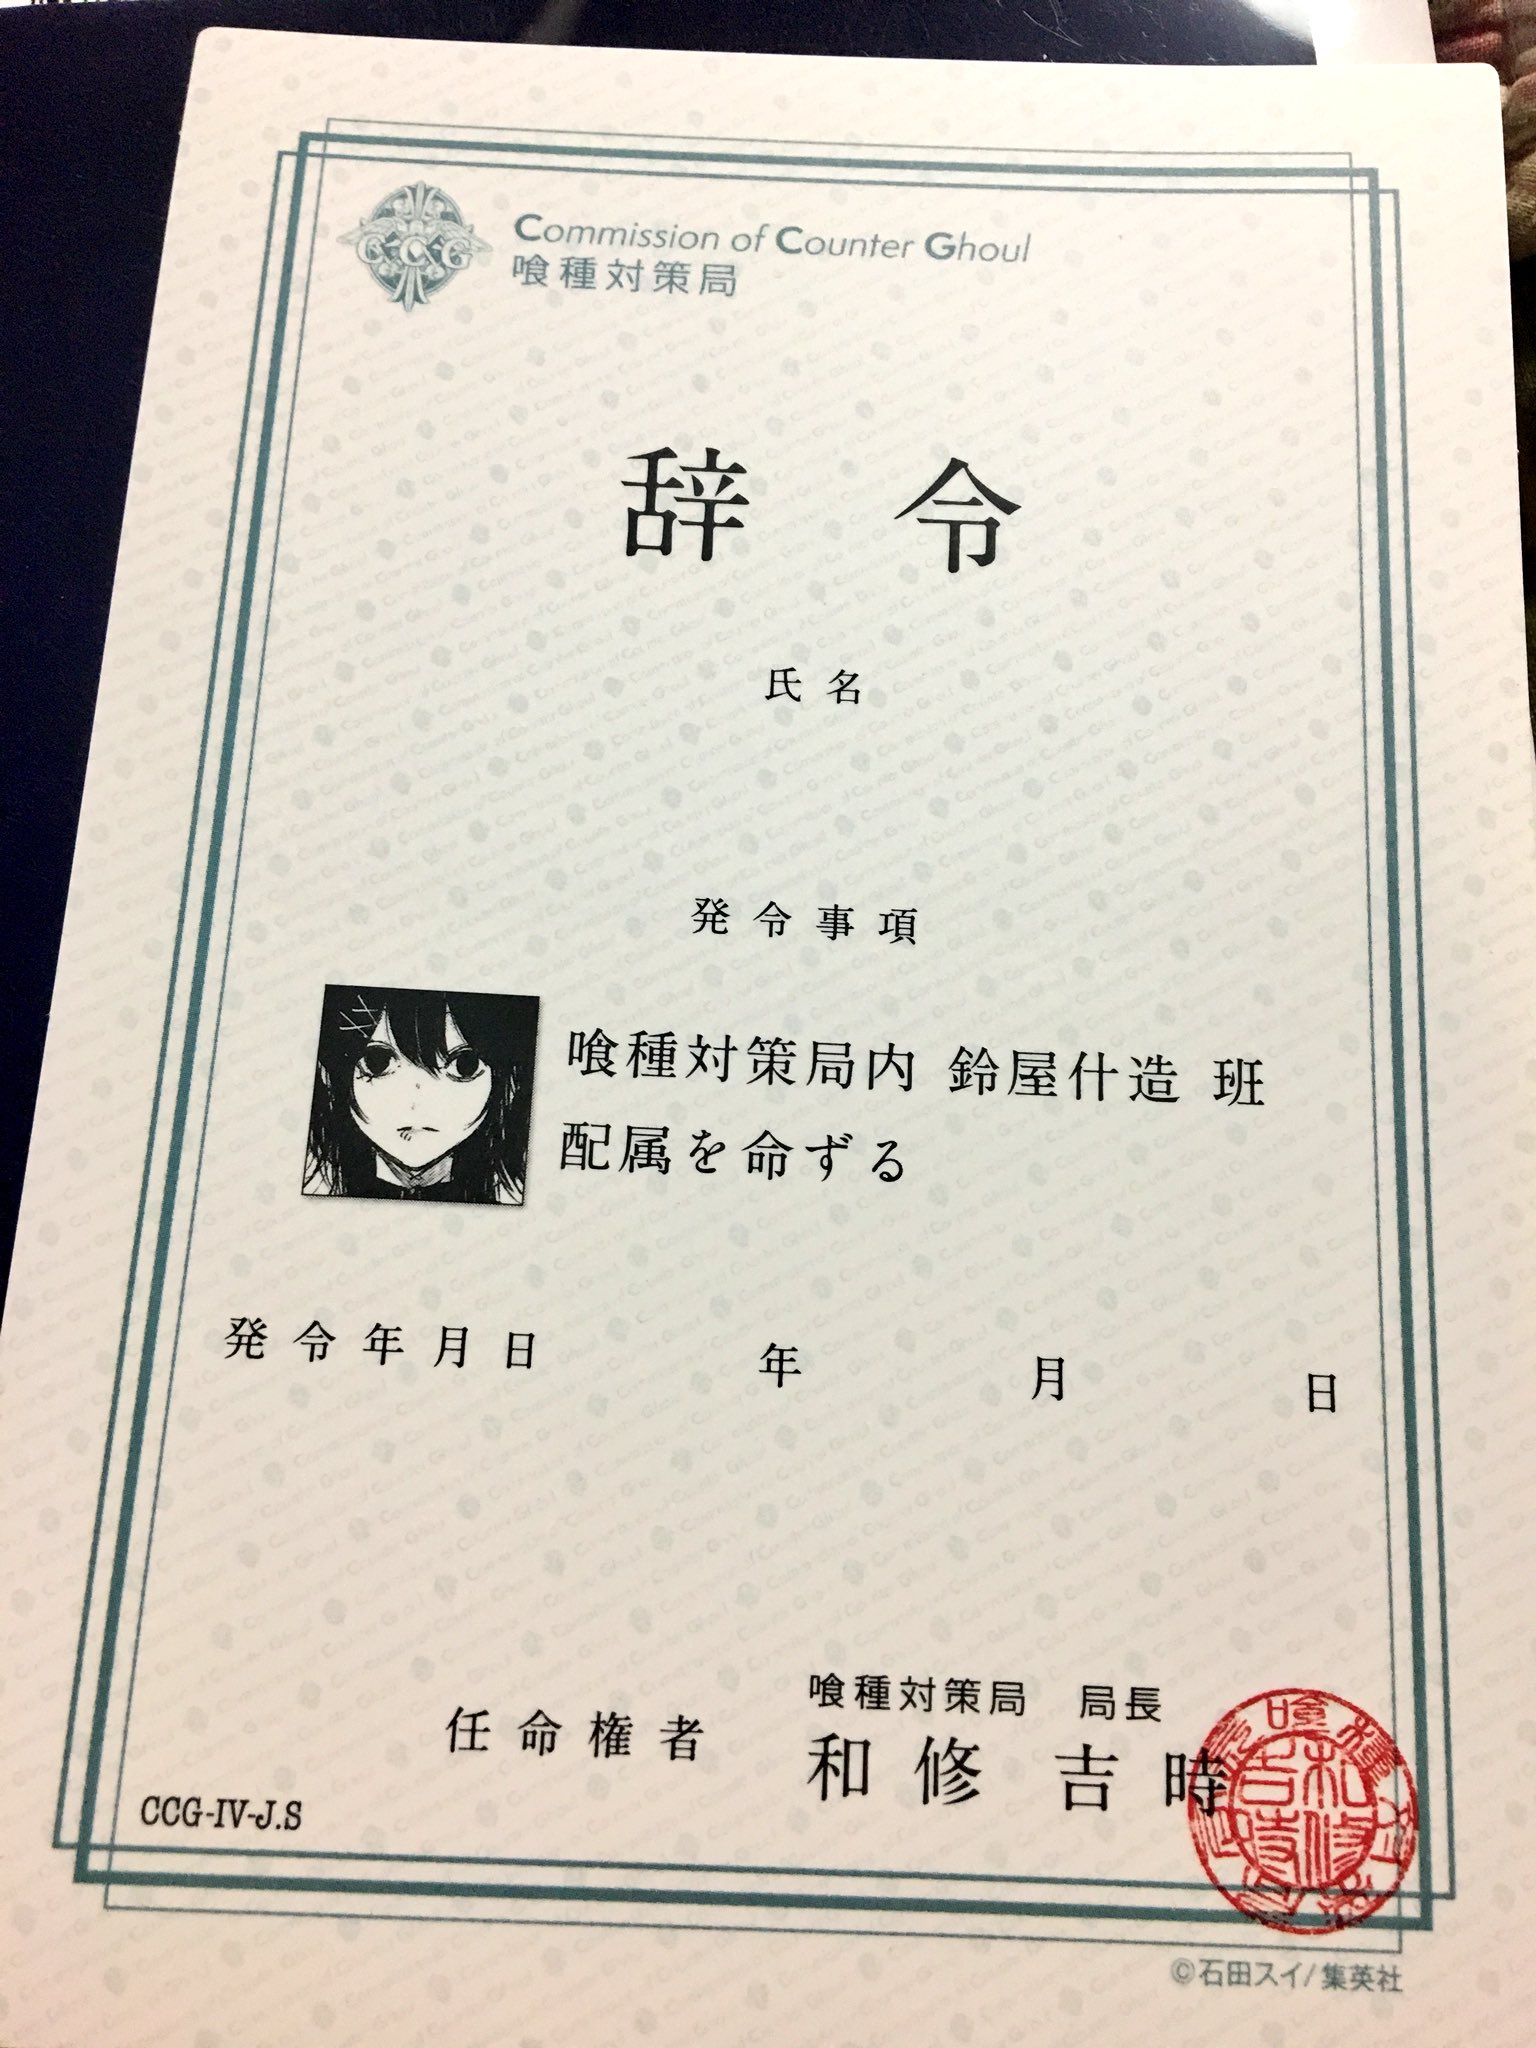 C·C·G
Commission of Counter Ghoul
喰種対策局
辞 令
氏名
発令事項
喰種対策局内 鈴屋什造 班
配属を命ずる
発令年月日 年 月 日
任命権者
喰種対策局 局長
和修 吉時
CCG-IV-J.S
©石田スイ/集英社